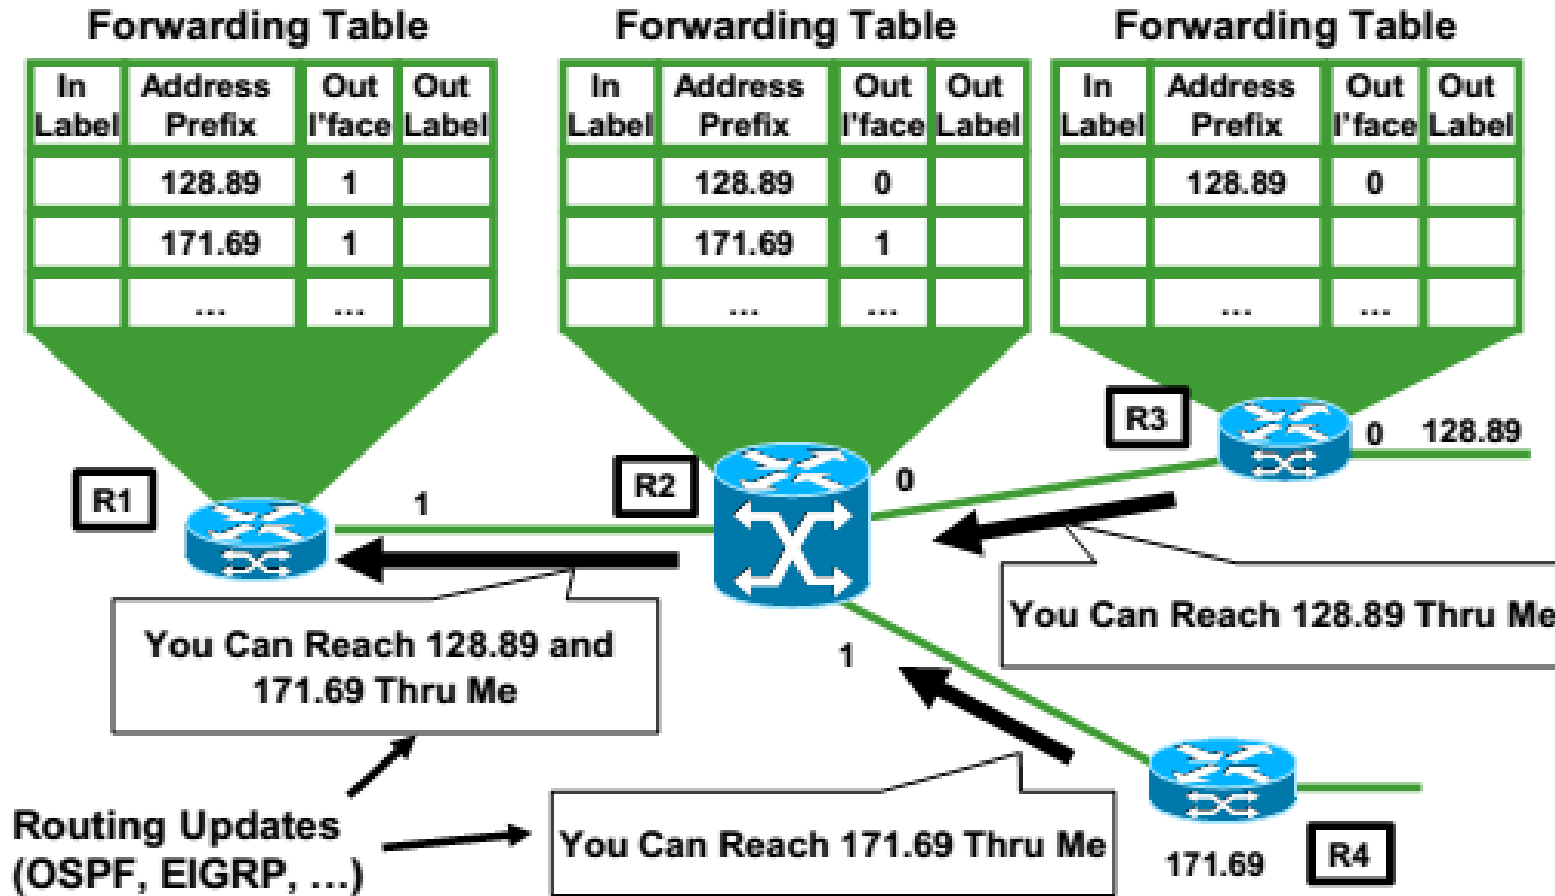 Forwarding Table
Forwarding Table
Forwarding Table
In Label Address Prefix Out I'face Out Label
128.89 1
171.69 1
... ...
In Label Address Prefix Out I'face Out Label
128.89 0
171.69 1
... ...
In Label Address Prefix Out I'face Out Label
128.89 0
... ...
R1
1
R2
0
R3
0
128.89
You Can Reach 128.89 and
171.69 Thru Me
1
You Can Reach 128.89 Thru Me
Routing Updates
(OSPF, EIGRP, ...)
You Can Reach 171.69 Thru Me
171.69
R4